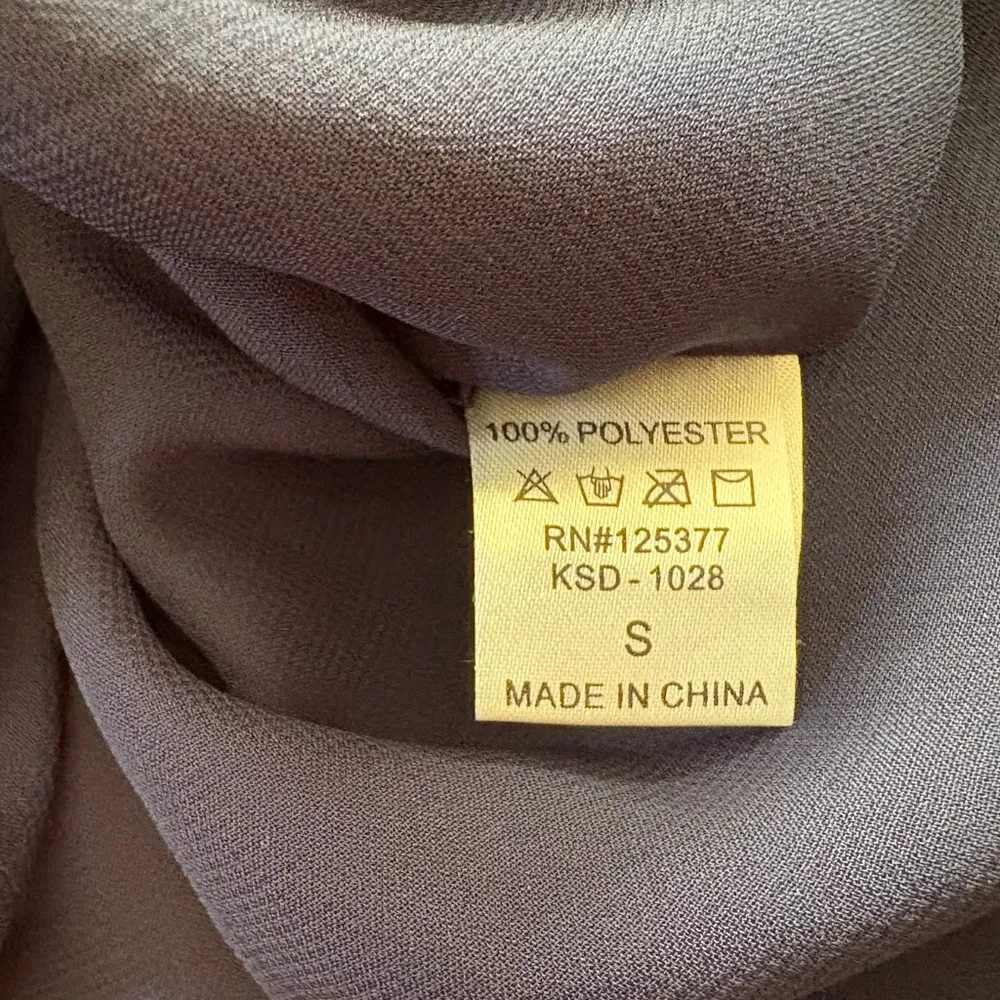 100% POLYESTER
RN#125377
KSD - 1028
S
MADE IN CHINA